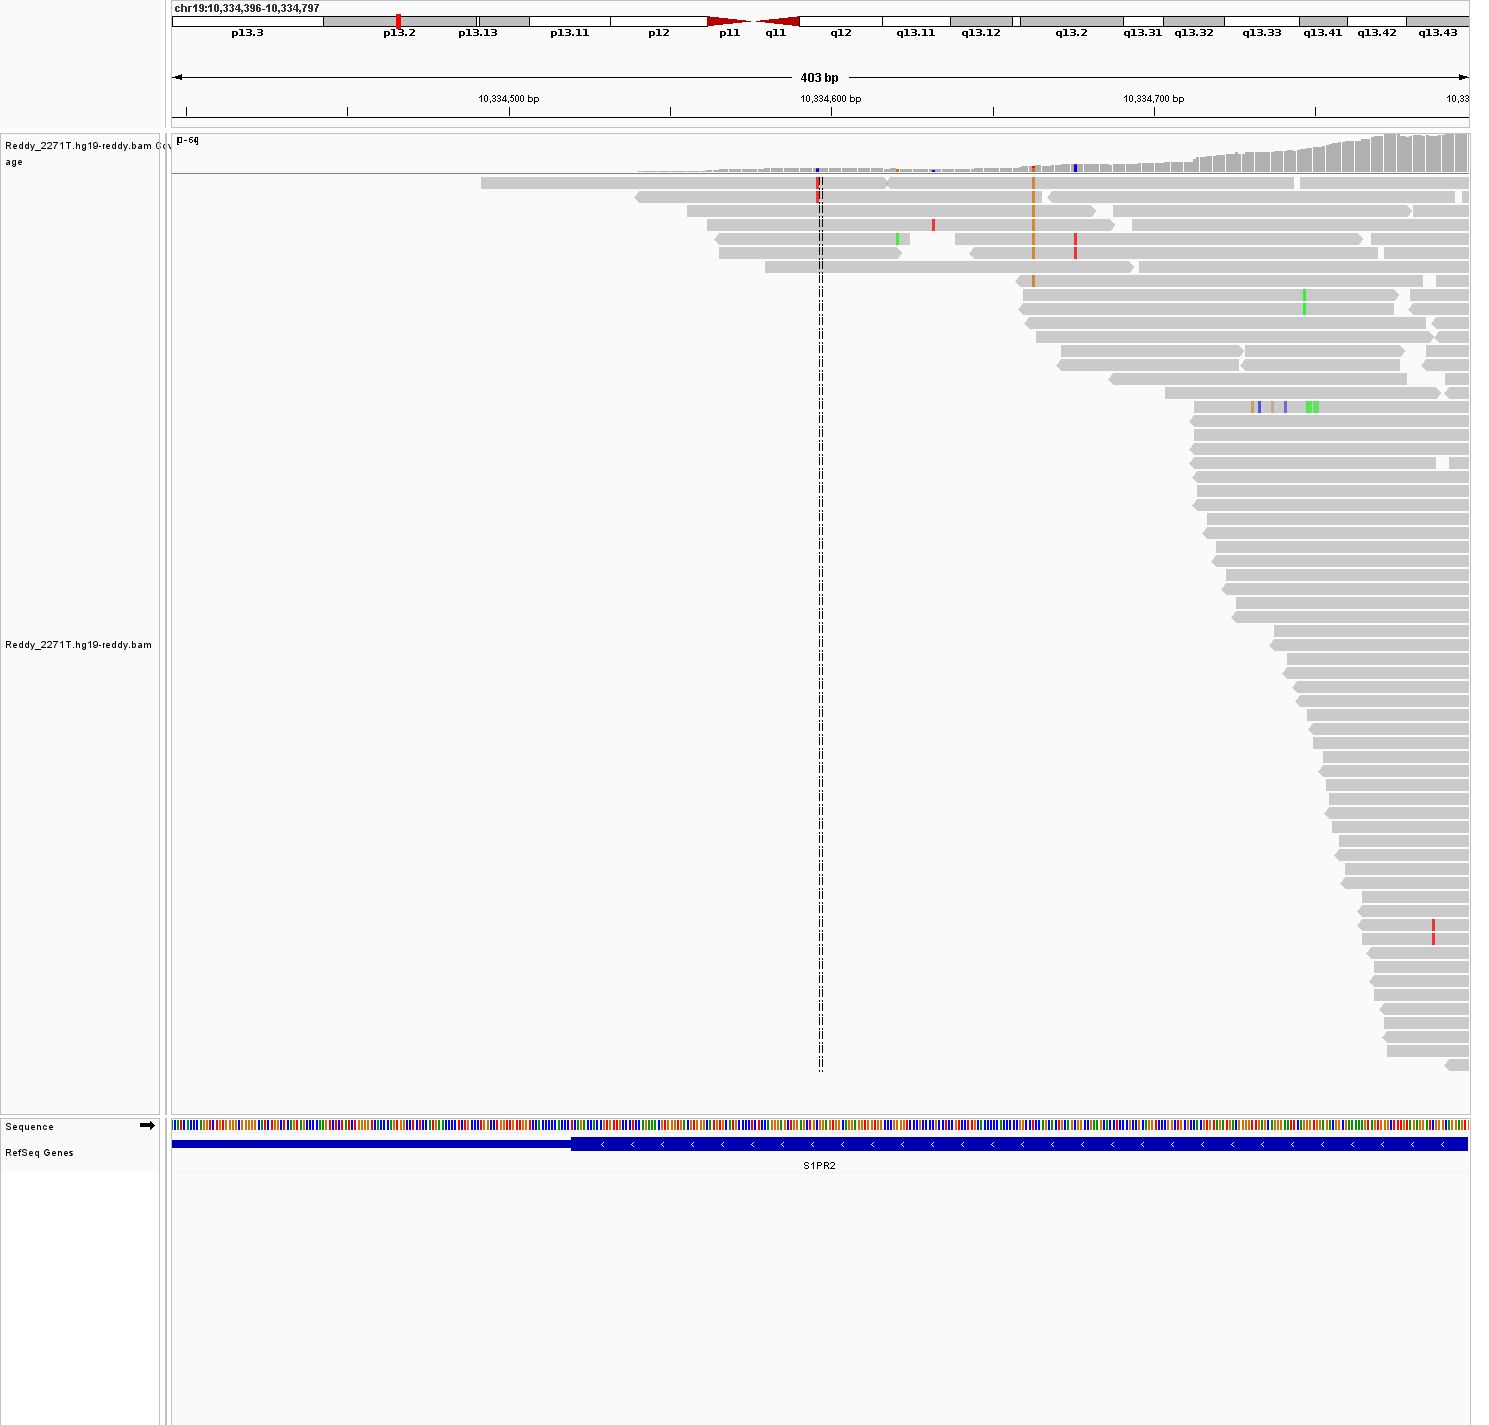 chr19:10,334,396-10,334,797
p13.3 p13.2 p13.13 p13.11 p12 p11 q11 q12 q13.11 q13.12 q13.2 q13.31 q13.32 q13.33 q13.41 q13.42 q13.43
403 bp
10,334,500 bp 10,334,600 bp 10,334,700 bp 10,33
[0-64]
Reddy_2271T.hg19-reddy.bam Cov
age
Reddy_2271T.hg19-reddy.bam
Sequence
RefSeq Genes
S1PR2